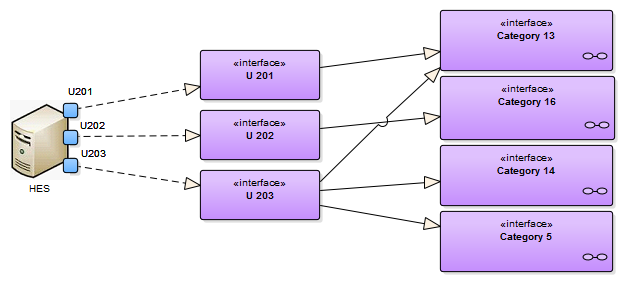 U201
U202
U203
HES
«interface»
U 201
«interface»
U 202
«interface»
U 203
«interface»
Category 13
«interface»
Category 16
«interface»
Category 14
«interface»
Category 5